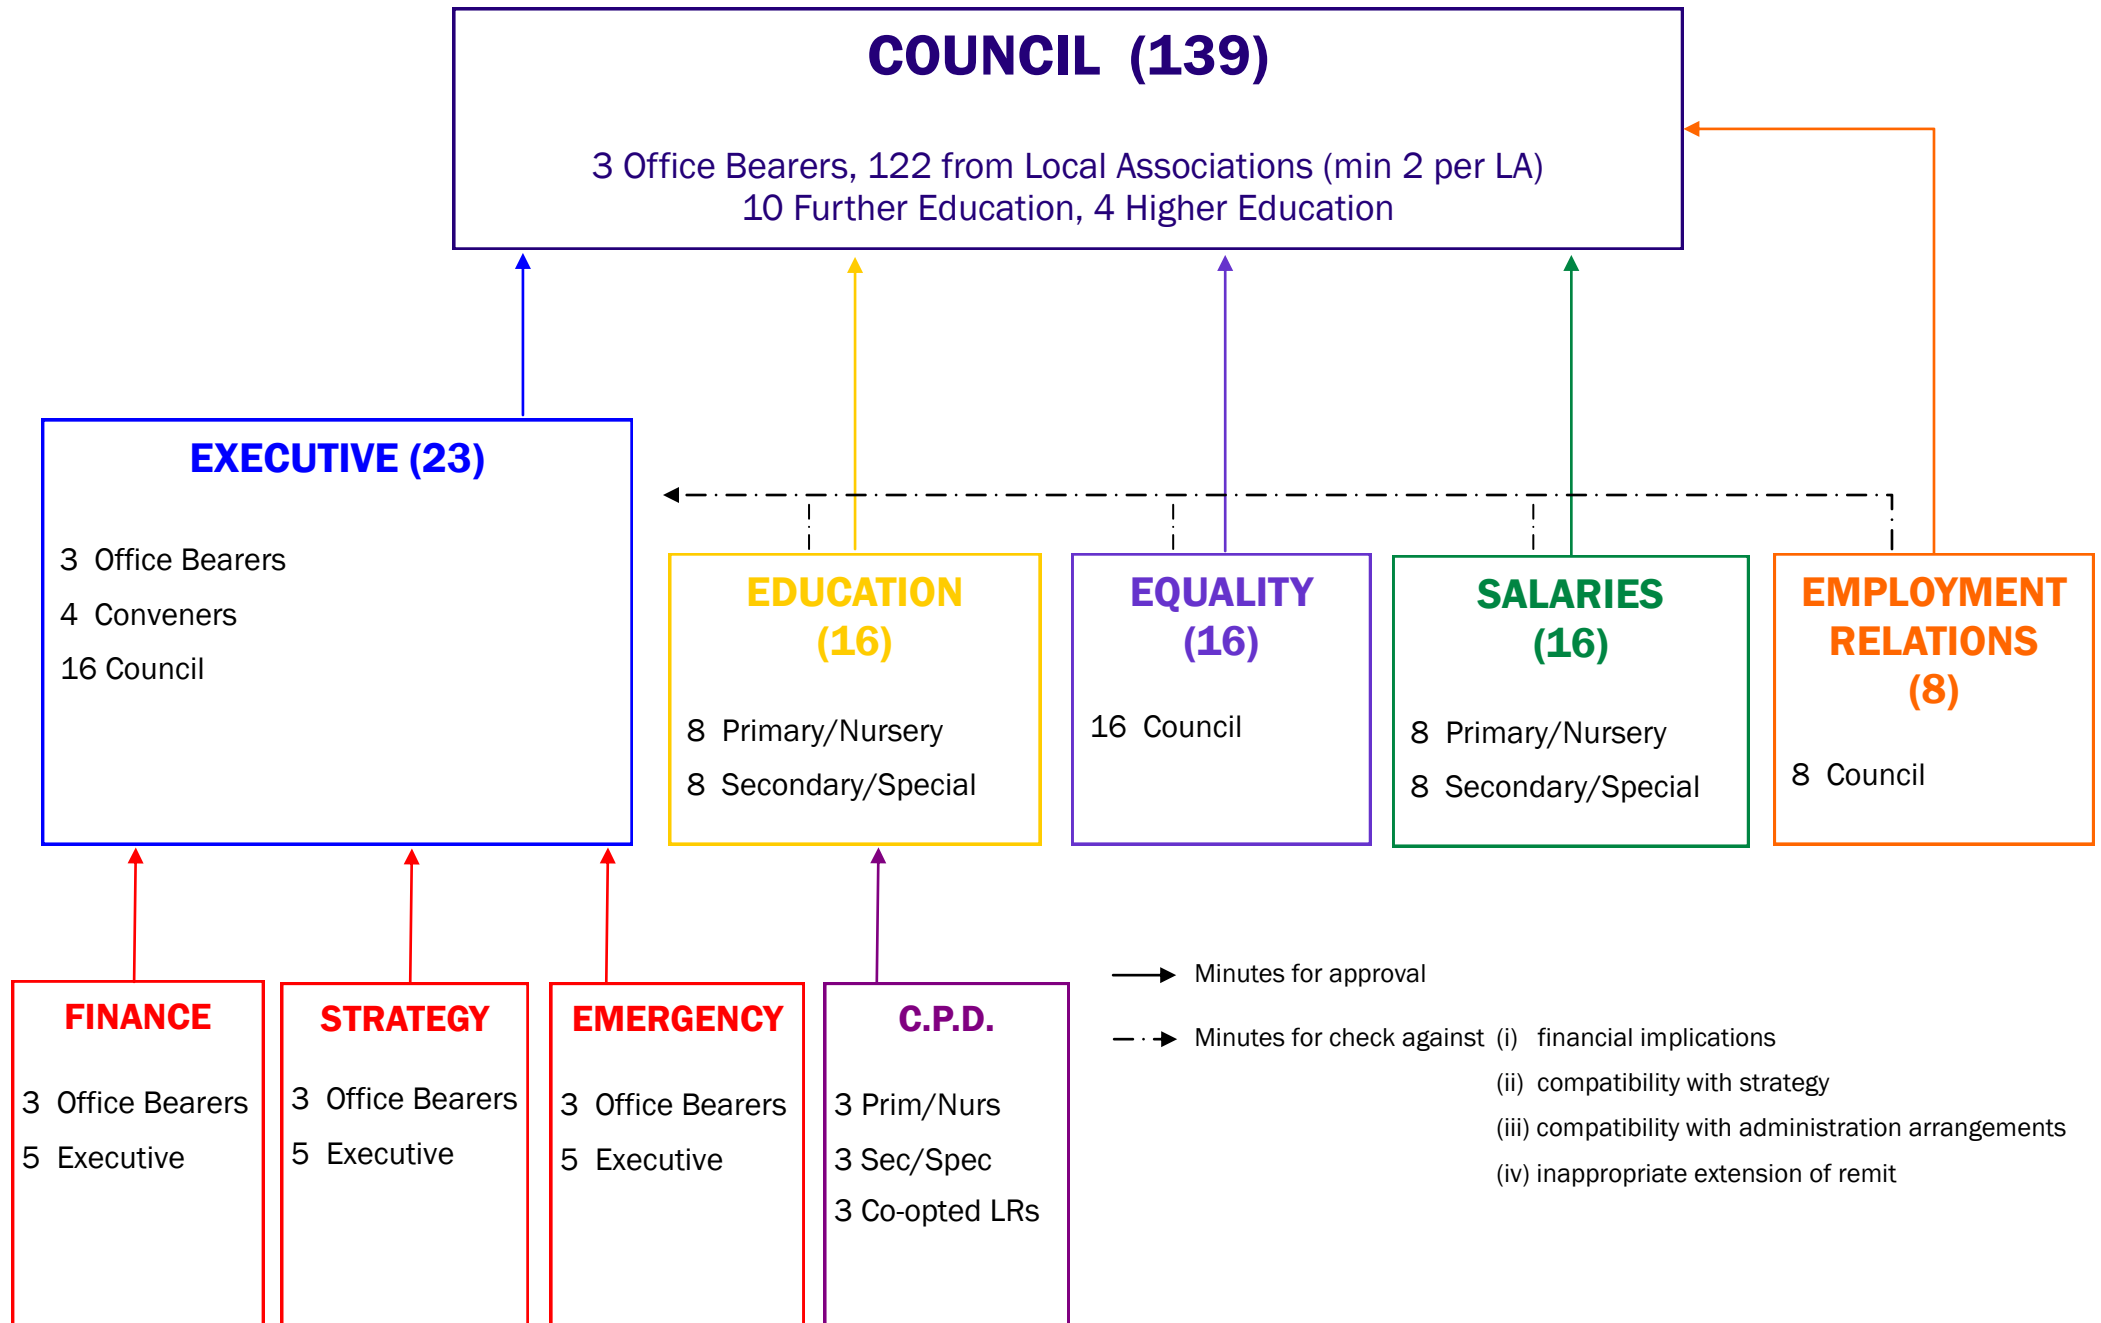 COUNCIL (139)
3 Office Bearers, 122 from Local Associations (min 2 per LA)
10 Further Education, 4 Higher Education
EXECUTIVE (23)
3 Office Bearers
4 Conveners
16 Council
EDUCATION
(16)
8 Primary/Nursery
8 Secondary/Special
EQUALITY
(16)
16 Council
SALARIES
(16)
8 Primary/Nursery
8 Secondary/Special
EMPLOYMENT
RELATIONS
(8)
8 Council
FINANCE
3 Office Bearers
5 Executive
STRATEGY
3 Office Bearers
5 Executive
EMERGENCY
3 Office Bearers
5 Executive
C.P.D.
3 Prim/Nurs
3 Sec/Spec
3 Co-opted LRs
Minutes for approval
Minutes for check against (i) financial implications
(ii) compatibility with strategy
(iii) compatibility with administration arrangements
(iv) inappropriate extension of remit